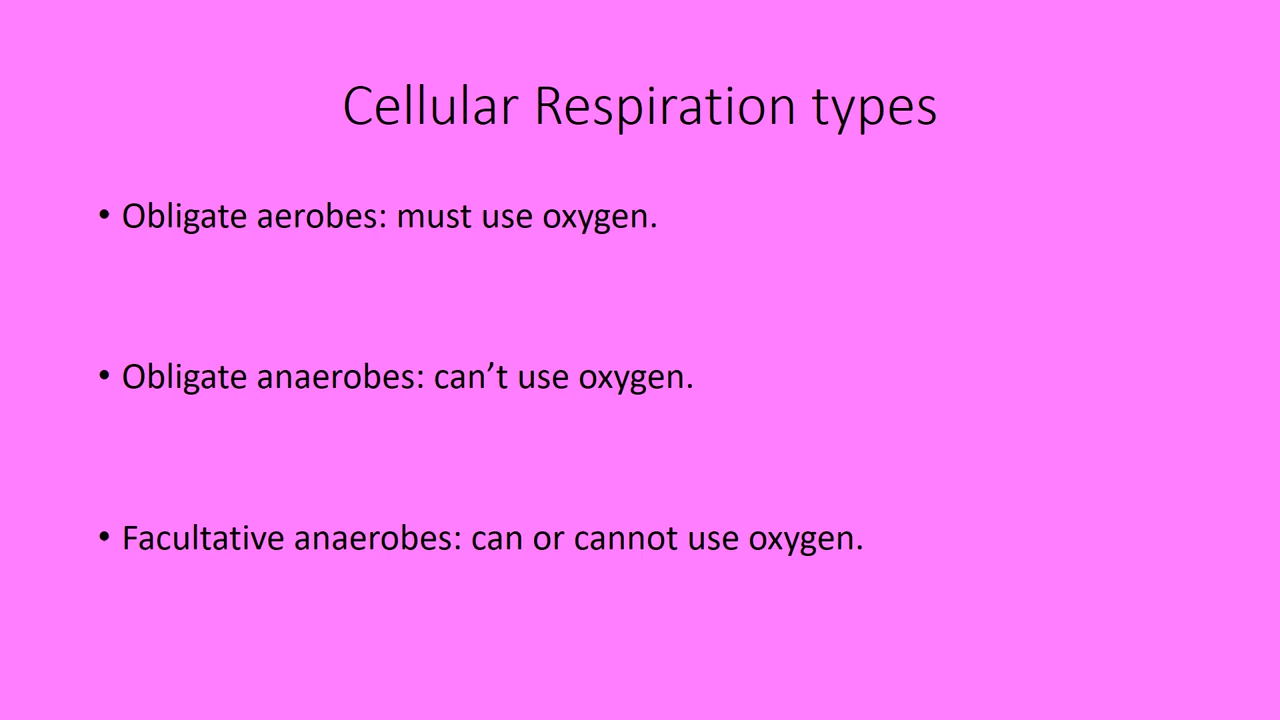 Cellular Respiration types
• Obligate aerobes: must use oxygen.
• Obligate anaerobes: can’t use oxygen.
• Facultative anaerobes: can or cannot use oxygen.